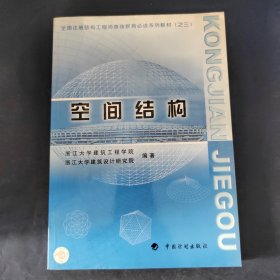 全国注册结构工程师继续教育必修系列教材(之三)
空间结构
浙江大学建筑工程学院
浙江大学建筑设计研究院
编著
中国计划出版社
KONGJIAN
JIEGOU